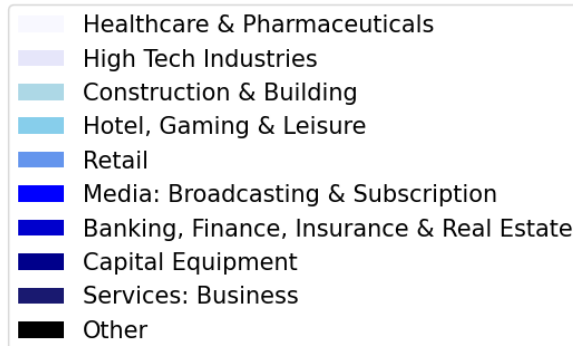 Healthcare & Pharmaceuticals
High Tech Industries
Construction & Building
Hotel, Gaming & Leisure
Retail
Media: Broadcasting & Subscription
Banking, Finance, Insurance & Real Estate
Capital Equipment
Services: Business
Other